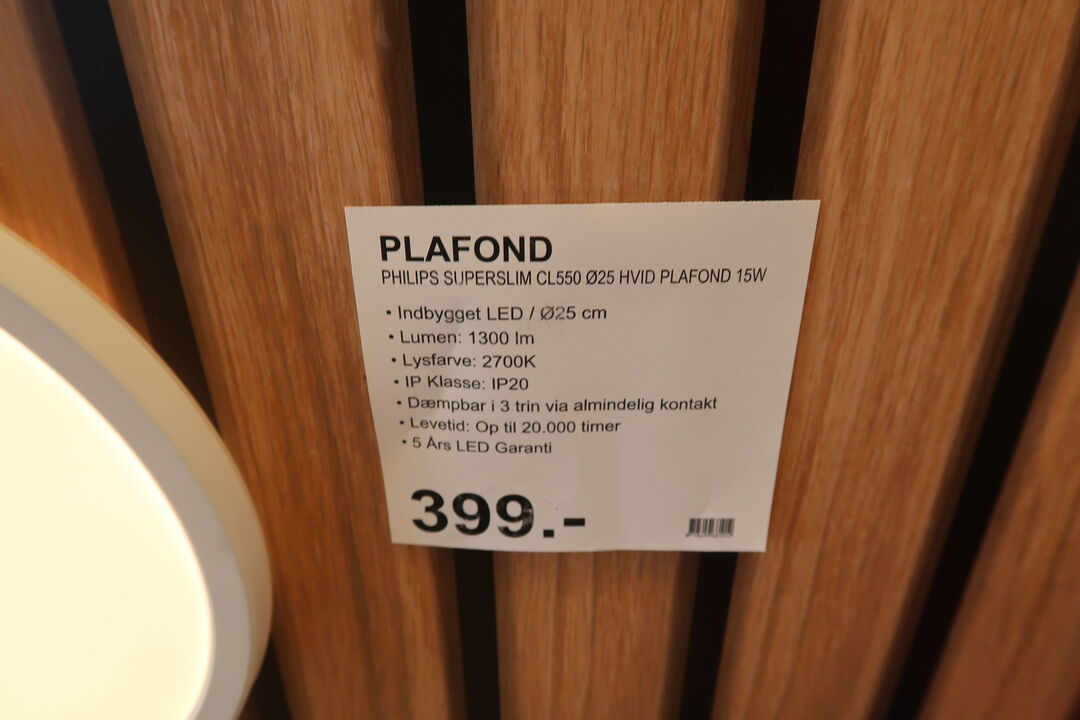 PLAFOND
PHILIPS SUPERSLIM CL550 Ø25 HVID PLAFOND 15W
• Indbygget LED / Ø25 cm
• Lumen: 1300 lm
• Lysfarve: 2700K
• IP Klasse: IP20
• Dæmpbar i 3 trin via almindelig kontakt
• Levetid: Op til 20.000 timer
• 5 Års LED Garanti
399.-